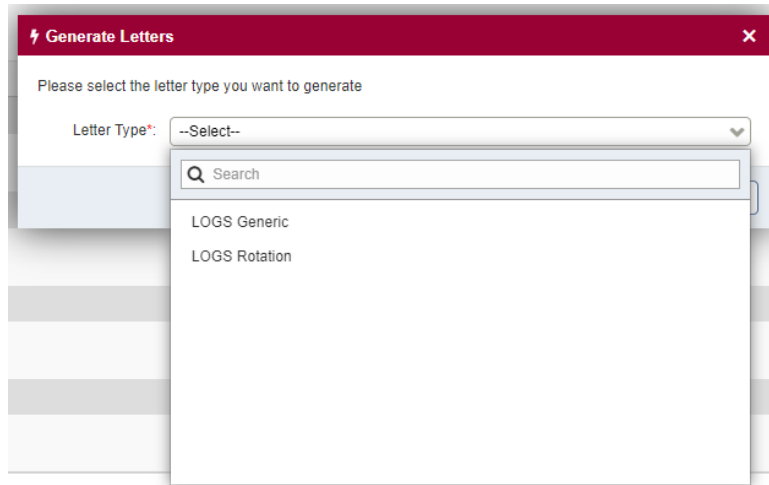 Generate Letters
Please select the letter type you want to generate
Letter Type*: --Select--
Search
LOGS Generic
LOGS Rotation